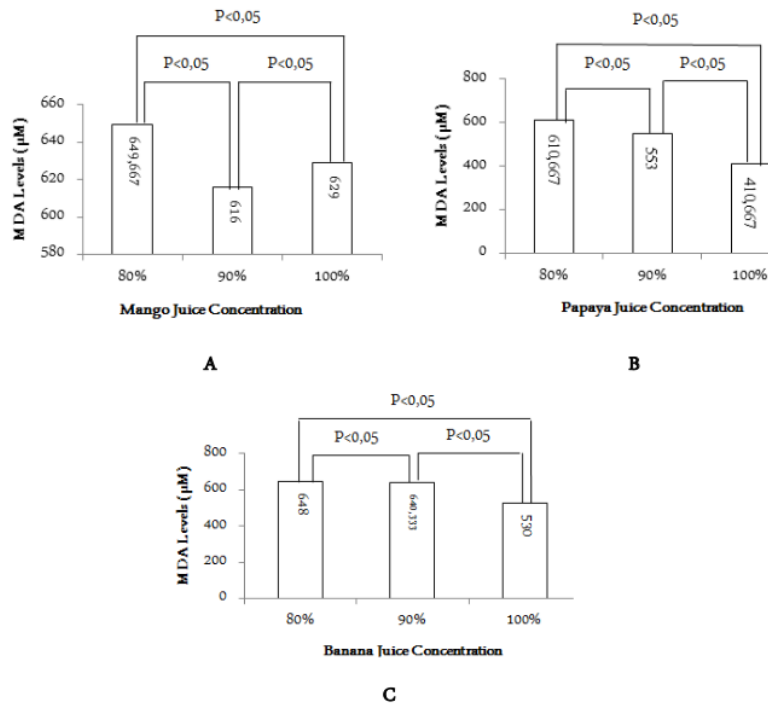 P<0,05
P<0,05 P<0,05
MDA Levels (µM)
660
640
620
600
580
649,667
616
629
80% 90% 100%
Mango Juice Concentration
A
P<0,05
P<0,05 P<0,05
MDA Levels (µM)
800
600
400
200
0
610,667
553
410,667
80% 90% 100%
Papaya Juice Concentration
B
P<0,05
P<0,05 P<0,05
MDA Levels (µM)
800
600
400
200
0
648
640,333
530
80% 90% 100%
Banana Juice Concentration
C